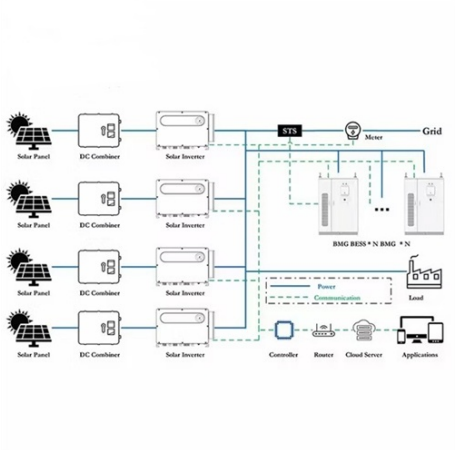 STS
Meter
Grid
Solar Panel DC Combiner Solar Inverter
Solar Panel DC Combiner Solar Inverter
BMG BESS * N BMG * N
Solar Panel DC Combiner Solar Inverter
Power
Communication
Load
Solar Panel DC Combiner Solar Inverter
Controller Router Cloud Server Applications